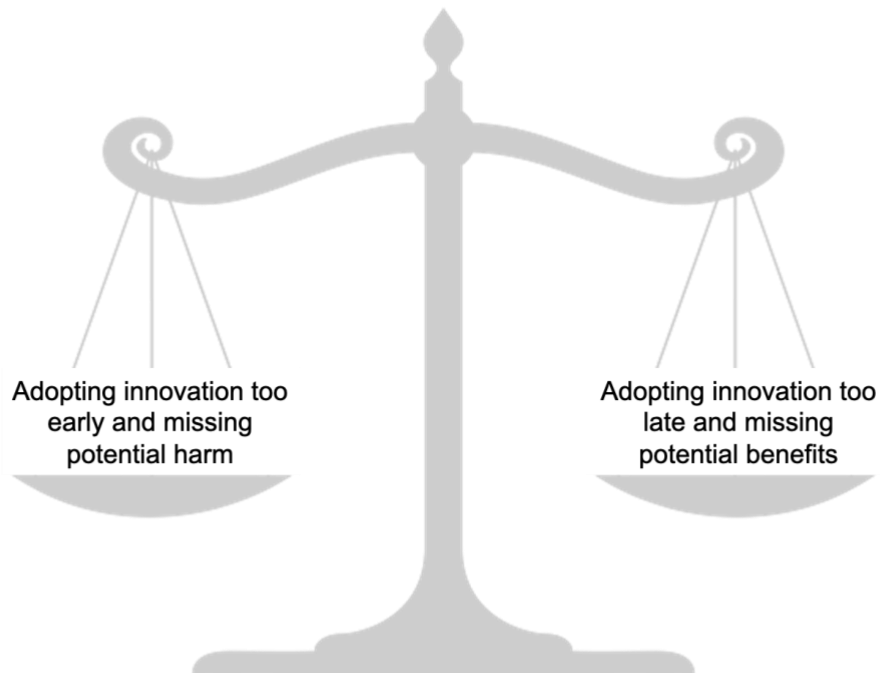 Adopting innovation too
early and missing
potential harm
Adopting innovation too
late and missing
potential benefits